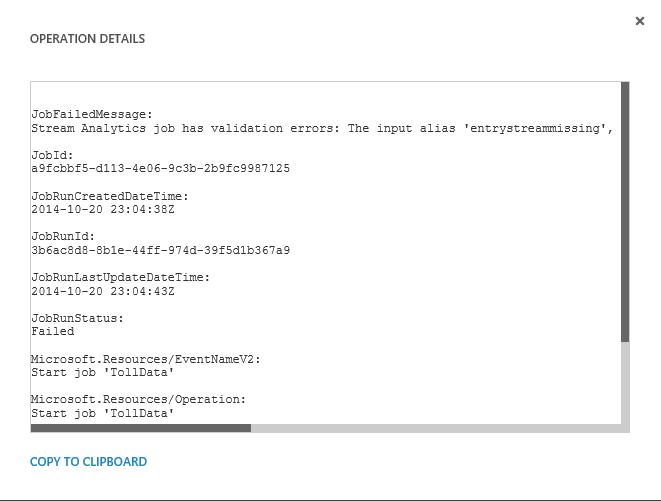 OPERATION DETAILS
JobFailedMessage:
Stream Analytics job has validation errors: The input alias 'entrystreammissing',
JobId:
a9fcbbf5-d113-4e06-9c3b-2b9fc9987125
JobRunCreatedDateTime:
2014-10-20 23:04:38Z
JobRunId:
3b6ac8d8-8b1e-44ff-974d-39f5d1b367a9
JobRunLastUpdateDateTime:
2014-10-20 23:04:43Z
JobRunStatus:
Failed
Microsoft.Resources/EventNameV2:
Start job 'TollData'
Microsoft.Resources/Operation:
Start job 'TollData'
COPY TO CLIPBOARD